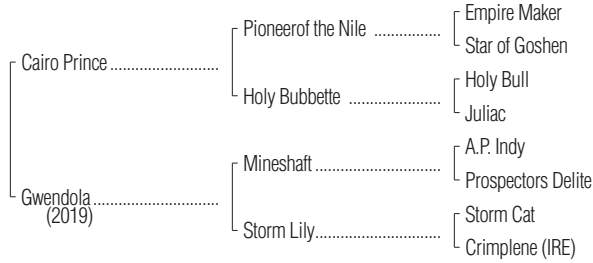 Empire Maker
Pioneerof the Nile ................
Star of Goshen
Cairo Prince ..........................
Holy Bull
Holy Bubbette ......................
Juliac
A.P. Indy
Mineshaft ..............................
Prospectors Delite
Gwendola ..............................
(2019)
Storm Cat
Storm Lily..............................
Crimplene (IRE)